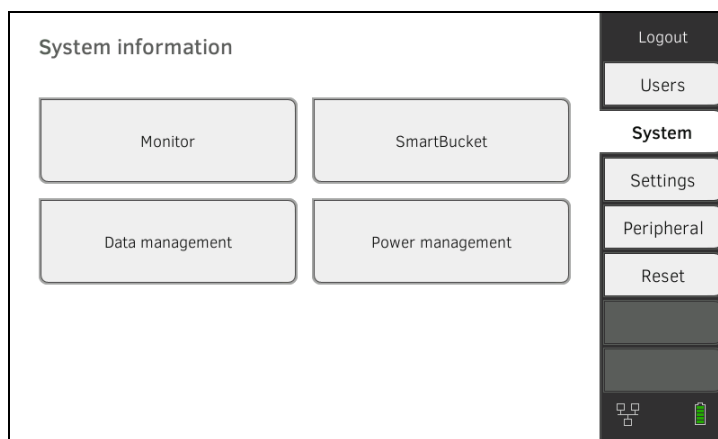 System information
Monitor
SmartBucket
Data management
Power management
Logout
Users
System
Settings
Peripheral
Reset